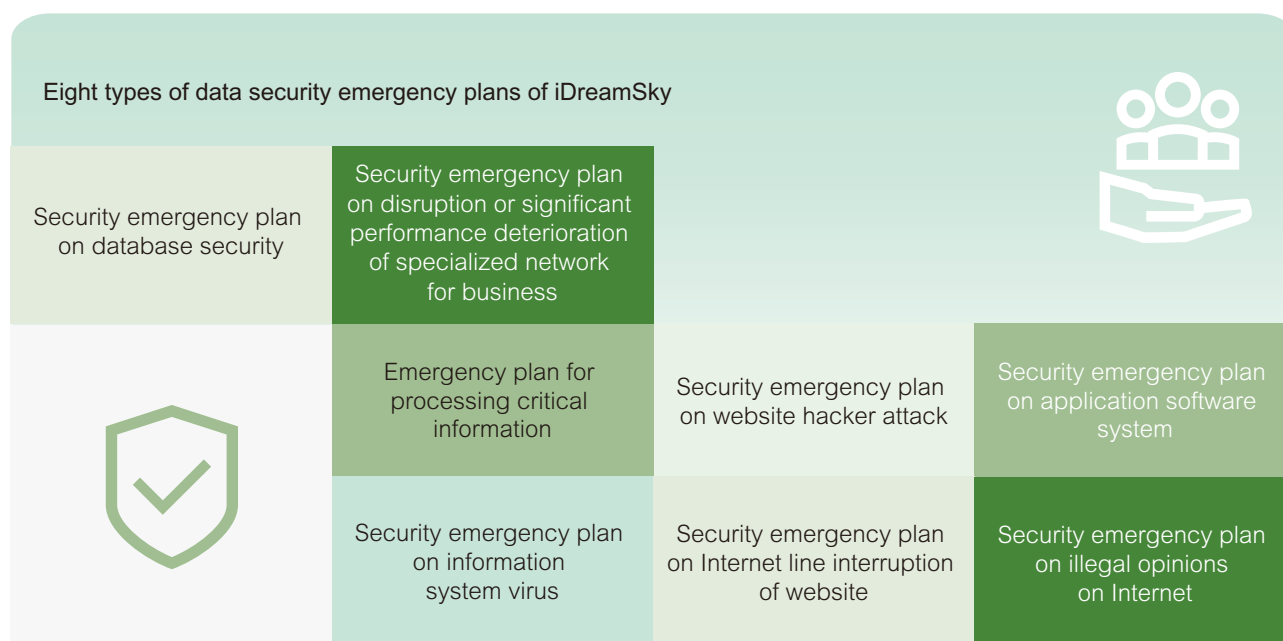 Eight types of data security emergency plans of iDreamSky
Security emergency plan
on database security
Security emergency plan
on disruption or significant
performance deterioration
of specialized network
for business
Emergency plan for
processing critical
information
Security emergency plan
on website hacker attack
Security emergency plan
on application software
system
Security emergency plan
on information
system virus
Security emergency plan
on Internet line interruption
of website
Security emergency plan
on illegal opinions
on Internet